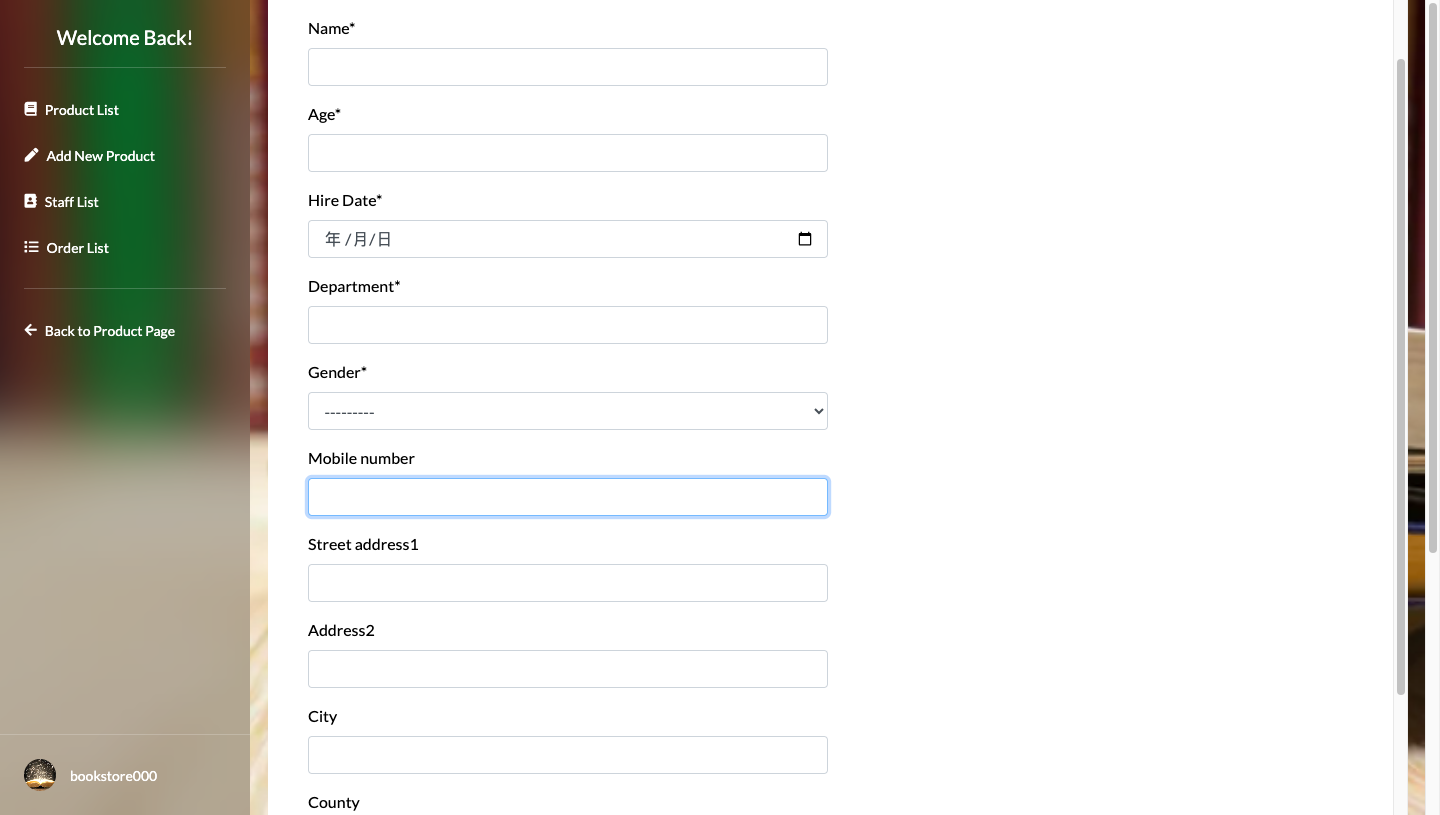 Welcome Back!
Product List
Add New Product
Staff List
Order List
Back to Product Page
bookstore000
Name*
Age*
Hire Date*
年 /月/日
Department*
Gender*
---------
Mobile number
Street address1
Address2
City
County